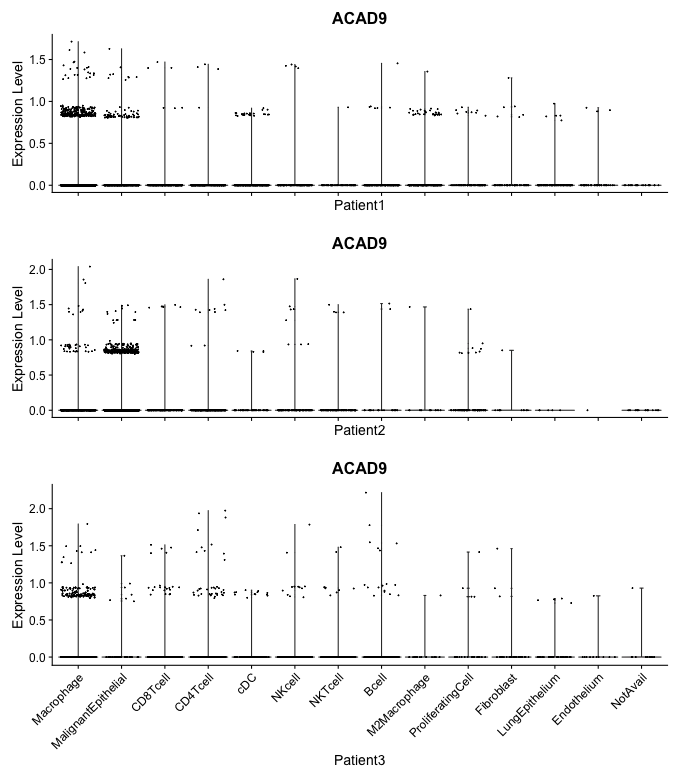 ACAD9
Expression Level
1.5
1.0
0.5
0.0
Patient1
ACAD9
Expression Level
2.0
1.5
1.0
0.5
0.0
Patient2
ACAD9
Expression Level
2.0
1.5
1.0
0.5
0.0
Macrophage
MalignantEpithelial
CD8Tcell
CD4Tcell
cDC
NKcell
NKTcell
Bcell
M2Macrophage
ProliferatingCell
Fibroblast
LungEpithelium
Endothelium
NotAvail
Patient3